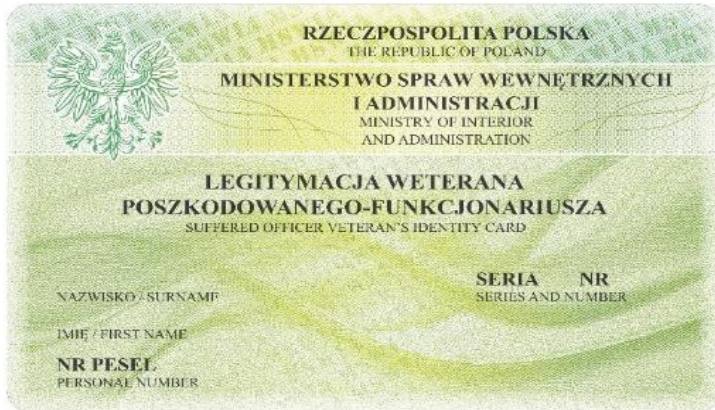 RZECZPOSPOLITA POLSKA
THE REPUBLIC OF POLAND
MINISTERSTWO SPRAW WEWNĘTRZNYCH
I ADMINISTRACJI
MINISTRY OF INTERIOR
AND ADMINISTRATION
LEGITYMACJA WETERANA
POSZKODOWANEGO-FUNKCJONARIUSZA
SUFFERED OFFICER VETERAN'S IDENTITY CARD
SERIA NR
SERIES AND NUMBER
NAZWISKO / SURNAME
IMIĘ / FIRST NAME
NR PESEL
PERSONAL NUMBER